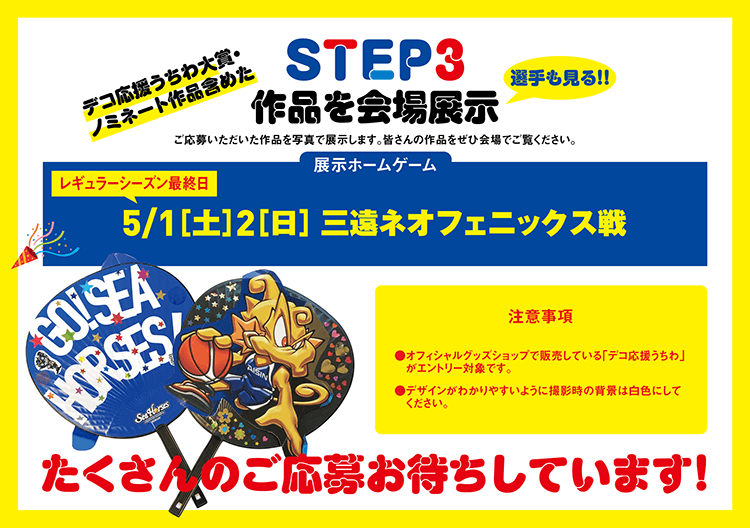 デコ応援うちわ大賞・
ノミネート作品含めた
STEP3
作品を会場展示
選手も見る!!
ご応募いただいた作品を写真で展示します。皆さんの作品をぜひ会場でご覧ください。
展示ホームゲーム
レギュラーシーズン最終日
5/1[土]2[日] 三遠ネオフェニックス戦
GO!SEA
HORSES!
SeaHorses
AISIN
注意事項
●オフィシャルグッズショップで販売している「デコ応援うちわ」
がエントリー対象です。
●デザインがわかりやすいように撮影時の背景は白色にして
ください。
たくさんのご応募お待ちしています!